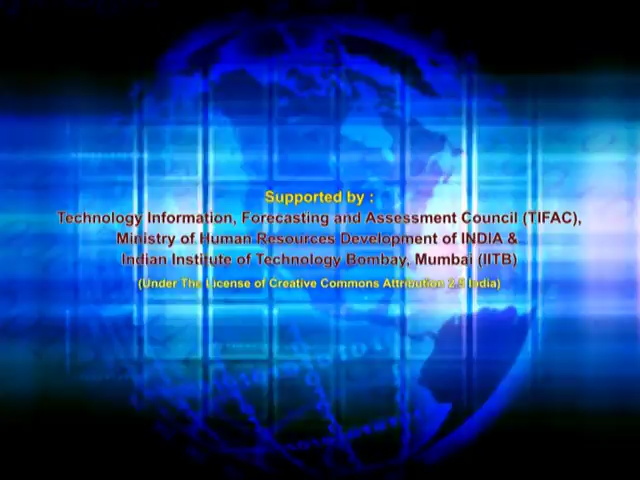 Supported by :
Technology Information, Forecasting and Assessment Council (TIFAC),
Ministry of Human Resources Development of INDIA &
Indian Institute of Technology Bombay, Mumbai (IITB)
(Under The License of Creative Commons Attribution 2.5 India)